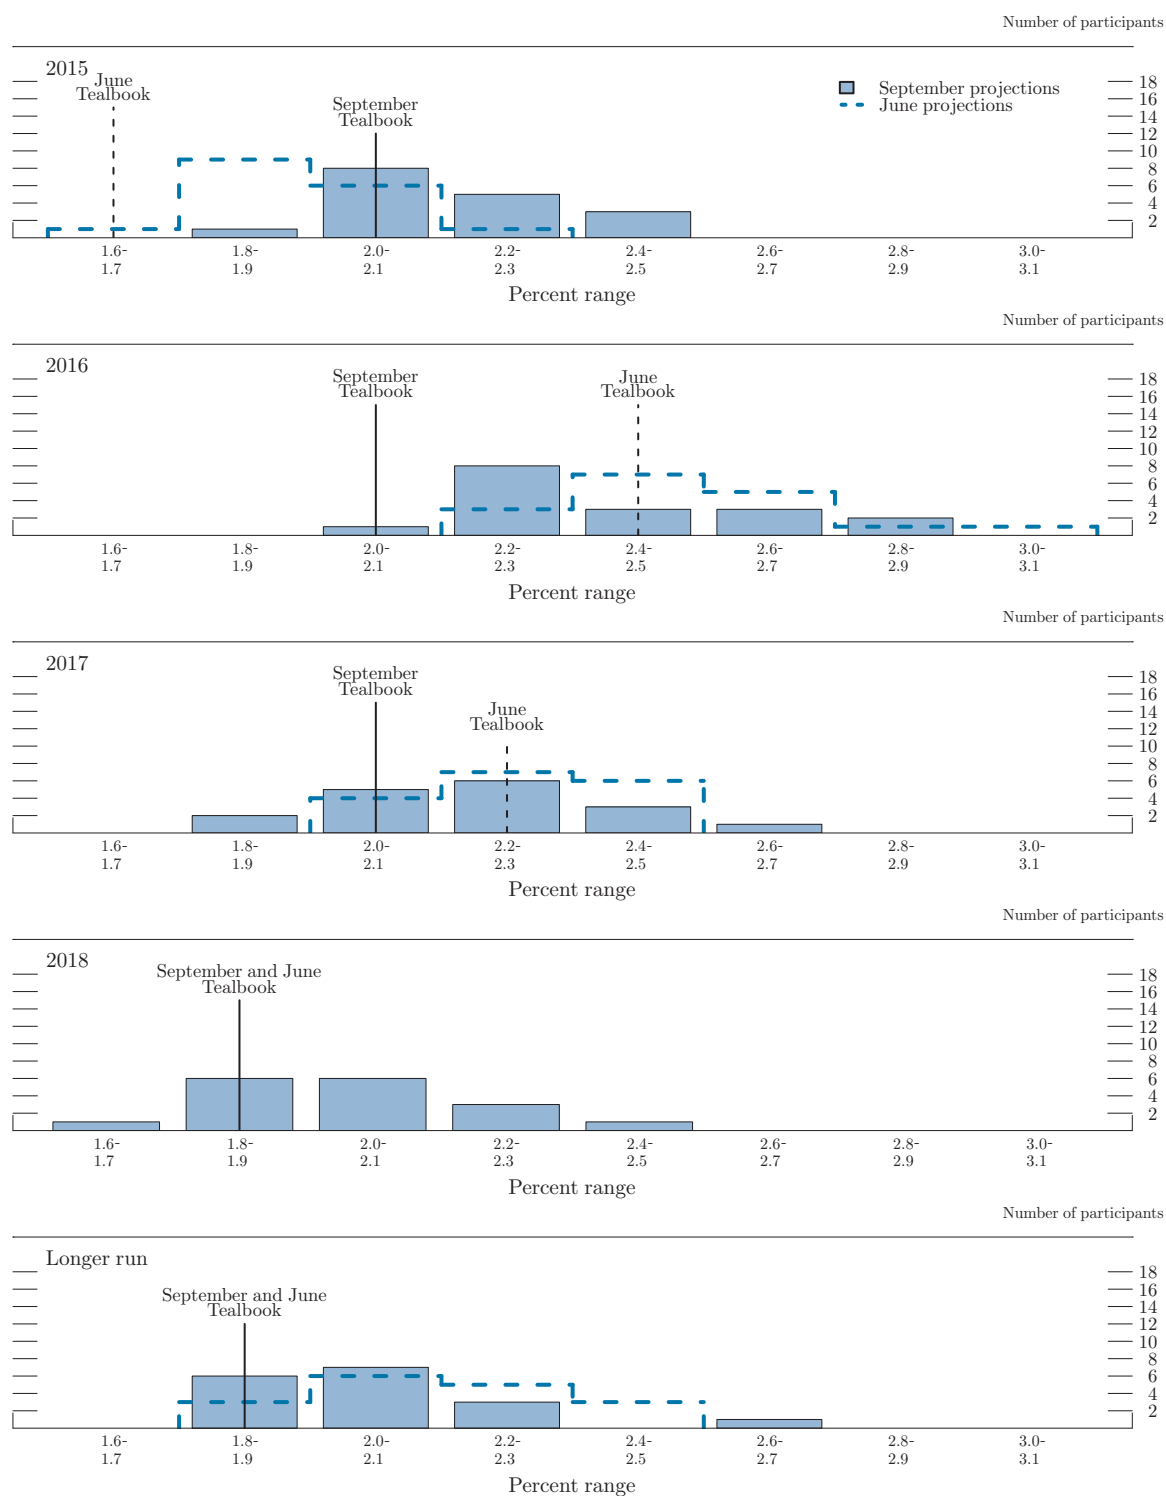 Number of participants
2015
June
Tealbook
September
Tealbook
September projections
June projections
18
16
14
12
10
8
6
4
2
1.6- 1.8- 2.0- 2.2- 2.4- 2.6- 2.8- 3.0-
1.7 1.9 2.1 2.3 2.5 2.7 2.9 3.1
Percent range
Number of participants
2016
September
Tealbook
June
Tealbook
18
16
14
12
10
8
6
4
2
1.6- 1.8- 2.0- 2.2- 2.4- 2.6- 2.8- 3.0-
1.7 1.9 2.1 2.3 2.5 2.7 2.9 3.1
Percent range
Number of participants
2017
September
Tealbook
June
Tealbook
18
16
14
12
10
8
6
4
2
1.6- 1.8- 2.0- 2.2- 2.4- 2.6- 2.8- 3.0-
1.7 1.9 2.1 2.3 2.5 2.7 2.9 3.1
Percent range
Number of participants
2018
September and June
Tealbook
18
16
14
12
10
8
6
4
2
1.6- 1.8- 2.0- 2.2- 2.4- 2.6- 2.8- 3.0-
1.7 1.9 2.1 2.3 2.5 2.7 2.9 3.1
Percent range
Number of participants
Longer run
September and June
Tealbook
18
16
14
12
10
8
6
4
2
1.6- 1.8- 2.0- 2.2- 2.4- 2.6- 2.8- 3.0-
1.7 1.9 2.1 2.3 2.5 2.7 2.9 3.1
Percent range